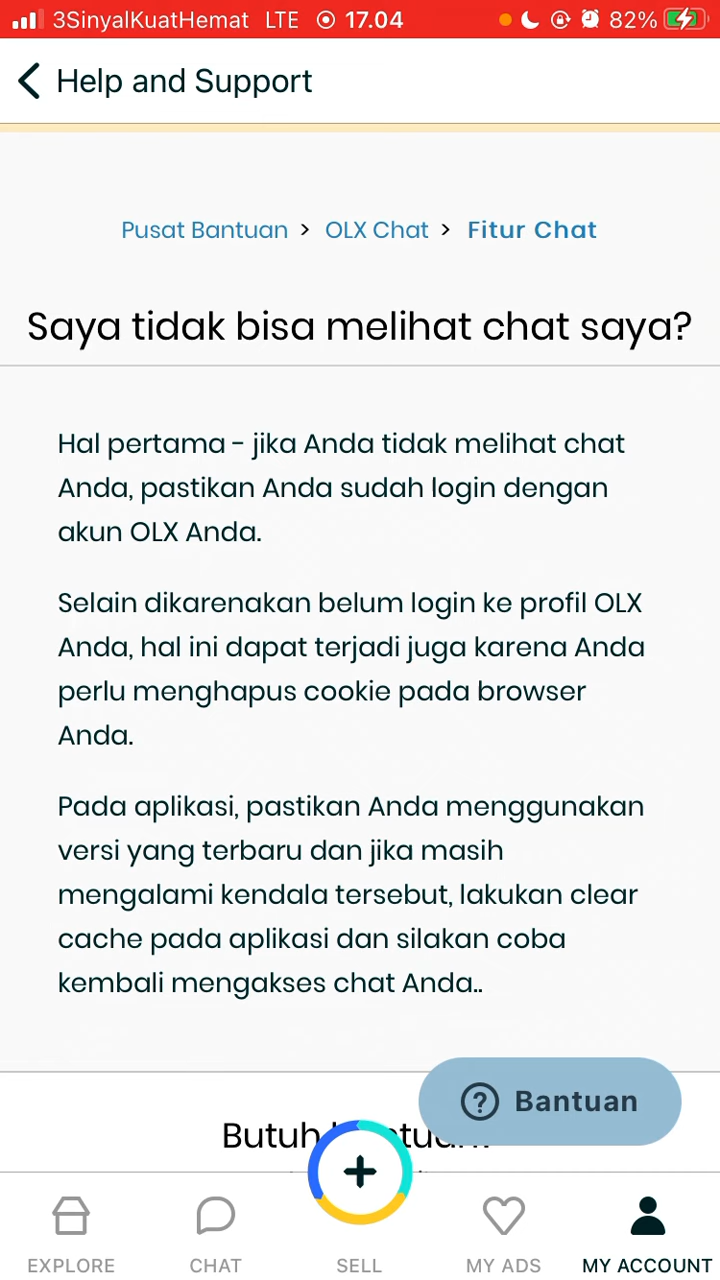 3SinyalKuatHemat LTE 17.04 82%
Help and Support
Pusat Bantuan > OLX Chat > Fitur Chat
Saya tidak bisa melihat chat saya?
Hal pertama - jika Anda tidak melihat chat
Anda, pastikan Anda sudah login dengan
akun OLX Anda.
Selain dikarenakan belum login ke profil OLX
Anda, hal ini dapat terjadi juga karena Anda
perlu menghapus cookie pada browser
Anda.
Pada aplikasi, pastikan Anda menggunakan
versi yang terbaru dan jika masih
mengalami kendala tersebut, lakukan clear
cache pada aplikasi dan silakan coba
kembali mengakses chat Anda..
Bantuan
Butuh
EXPLORE CHAT SELL MY ADS MY ACCOUNT